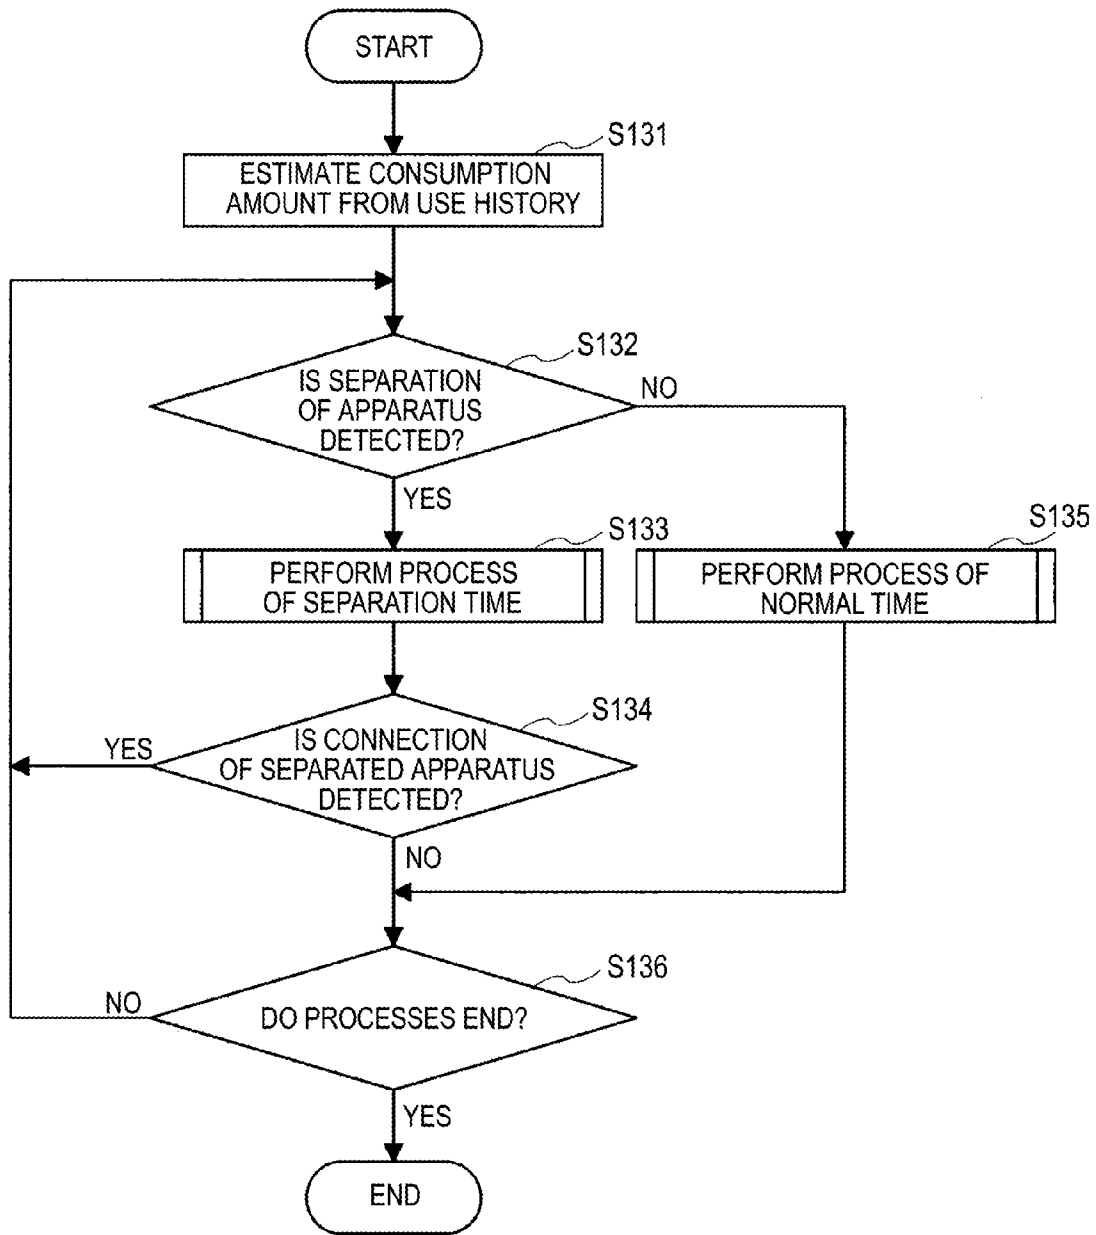 START
S131
ESTIMATE CONSUMPTION
AMOUNT FROM USE HISTORY
S132
IS SEPARATION
OF APPARATUS
DETECTED?
NO
YES
S133
PERFORM PROCESS
OF SEPARATION TIME
S135
PERFORM PROCESS OF
NORMAL TIME
S134
IS CONNECTION
OF SEPARATED APPARATUS
DETECTED?
YES
NO
S136
DO PROCESSES END?
NO
YES
END